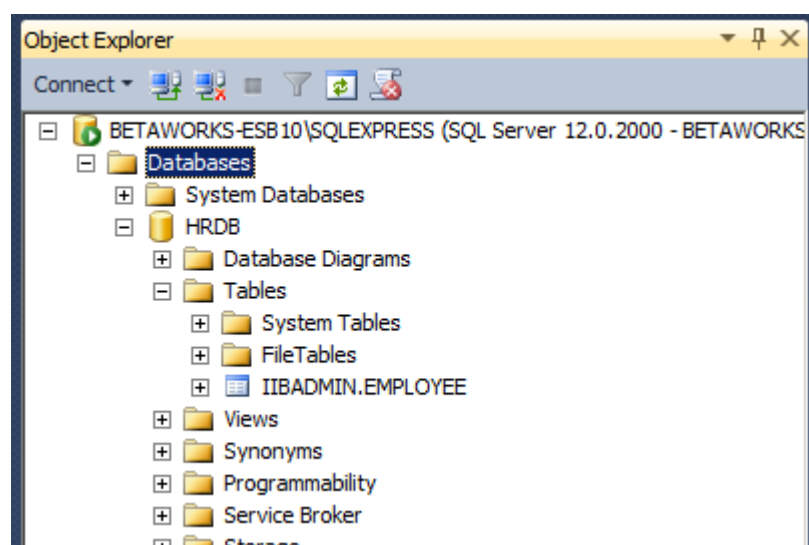 Object Explorer
Connect
BETAWORKS-ESB10\SQLEXPRESS (SQL Server 12.0.2000 - BETAWORKS
Databases
System Databases
HRDB
Database Diagrams
Tables
System Tables
FileTables
IIBADMIN.EMPLOYEE
Views
Synonyms
Programmability
Service Broker
Storage